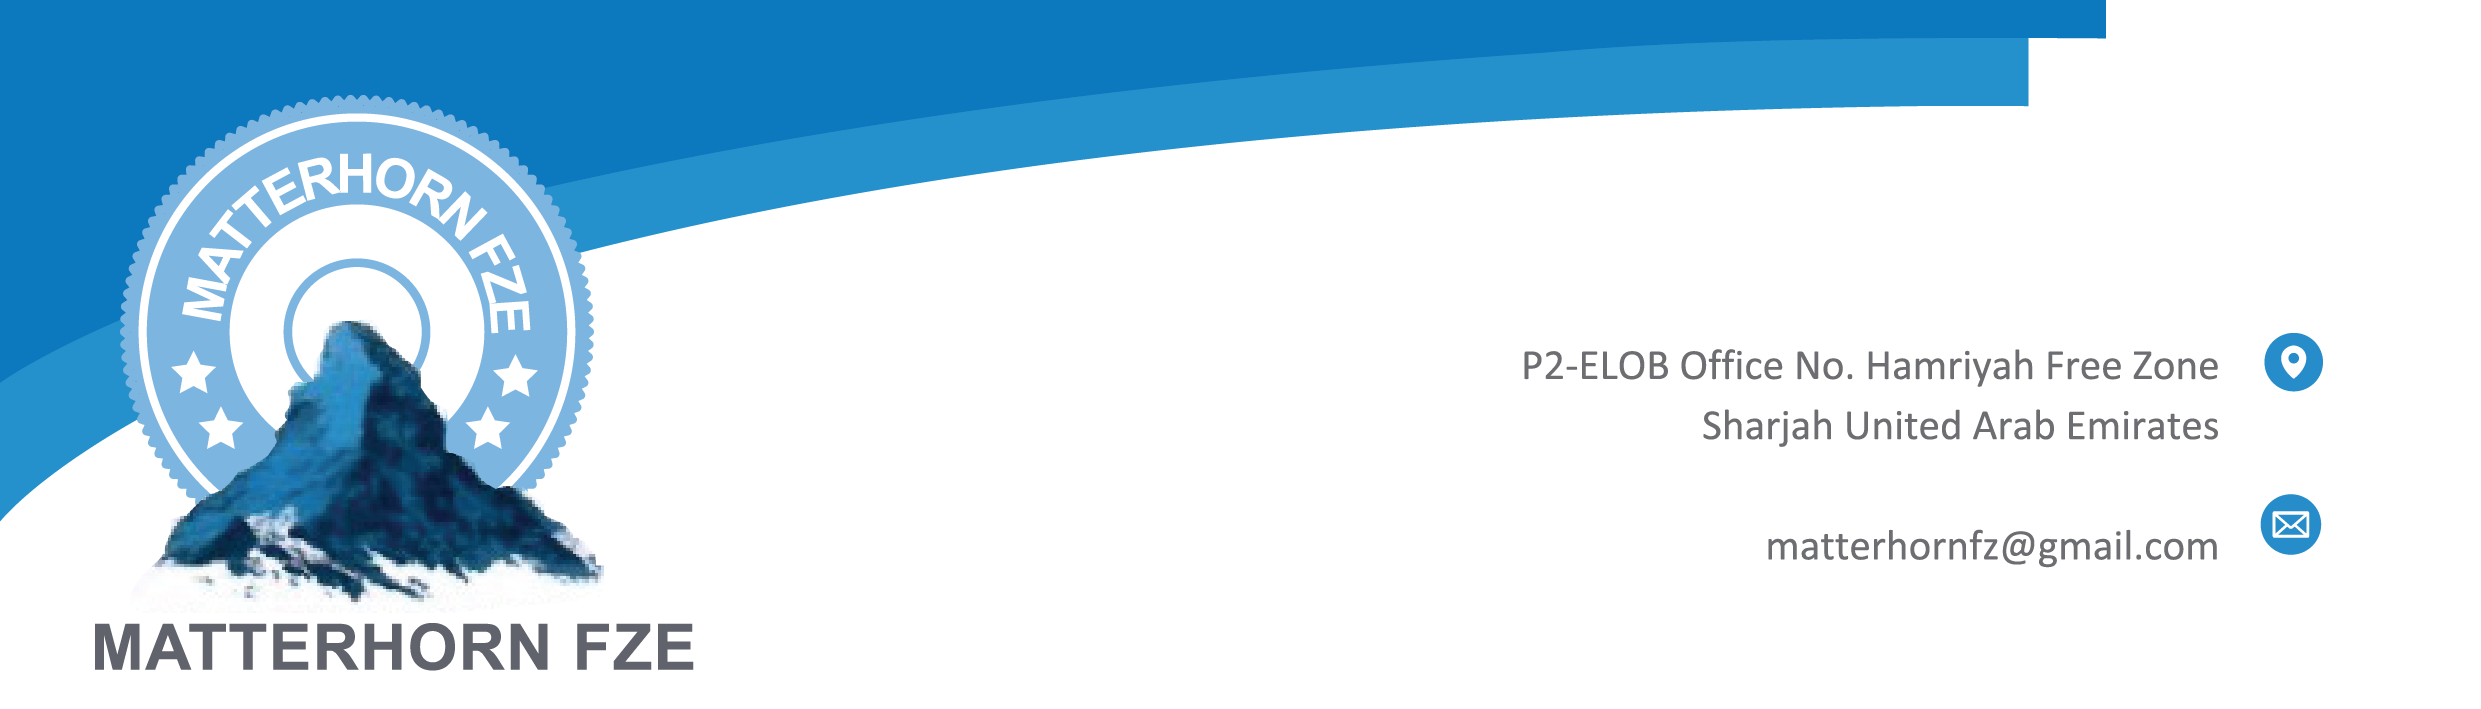 MATTERHORN FZE
MATTERHORN FZE
P2-ELOB Office No. Hamriyah Free Zone
Sharjah United Arab Emirates
matterhornfz@gmail.com